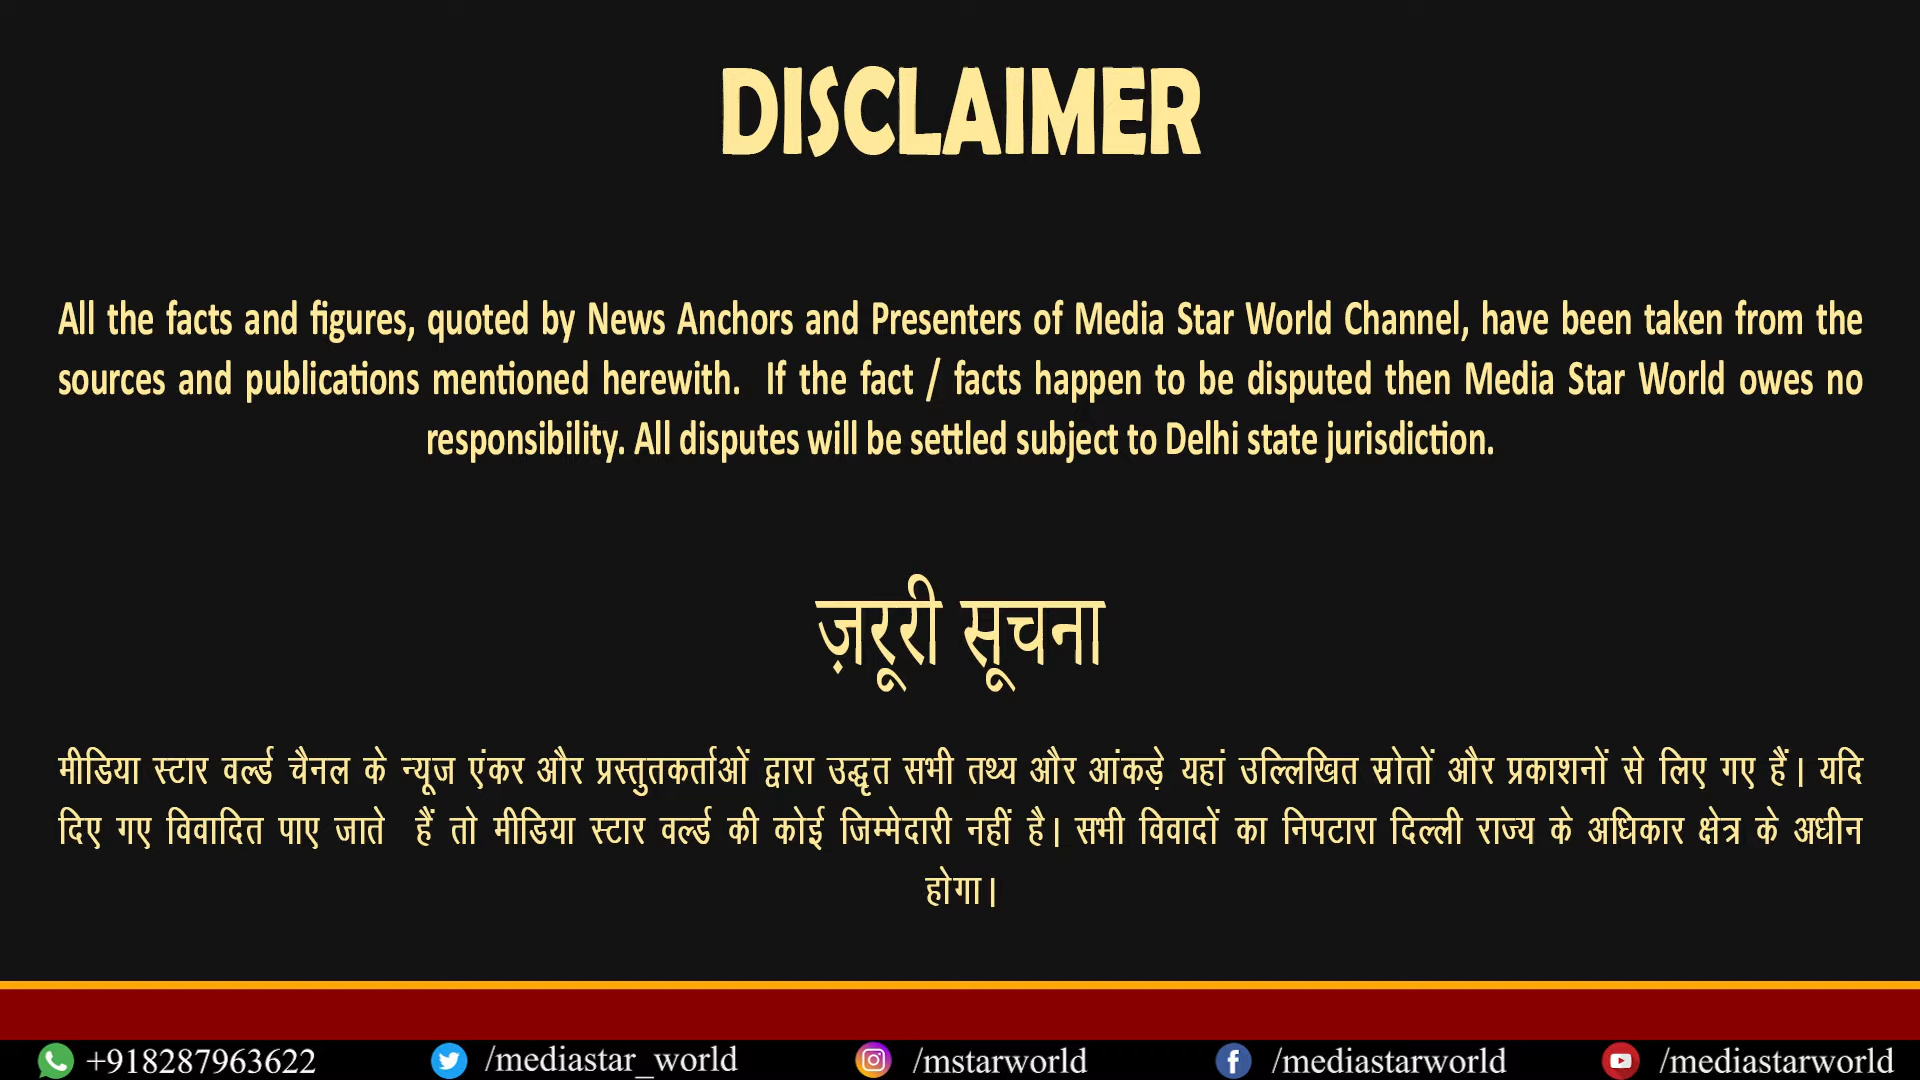 DISCLAIMER
All the facts and figures, quoted by News Anchors and Presenters of Media Star World Channel, have been taken from the
sources and publications mentioned herewith.  If the fact / facts happen to be disputed then Media Star World owes no
responsibility. All disputes will be settled subject to Delhi state jurisdiction.
ज़रूरी सूचना
मीडिया स्टार वर्ल्ड चैनल के न्यूज एंकर और प्रस्तुतकर्ताओं द्वारा उद्धृत सभी तथ्य और आंकड़े यहां उल्लिखित स्रोतों और प्रकाशनों से लिए गए हैं। यदि
दिए गए विवादित पाए जाते  हैं तो मीडिया स्टार वर्ल्ड की कोई जिम्मेदारी नहीं है। सभी विवादों का निपटारा दिल्ली राज्य के अधिकार क्षेत्र के अधीन
होगा।
+918287963622 /mediastar_world /mstarworld /mediastarworld /mediastarworld